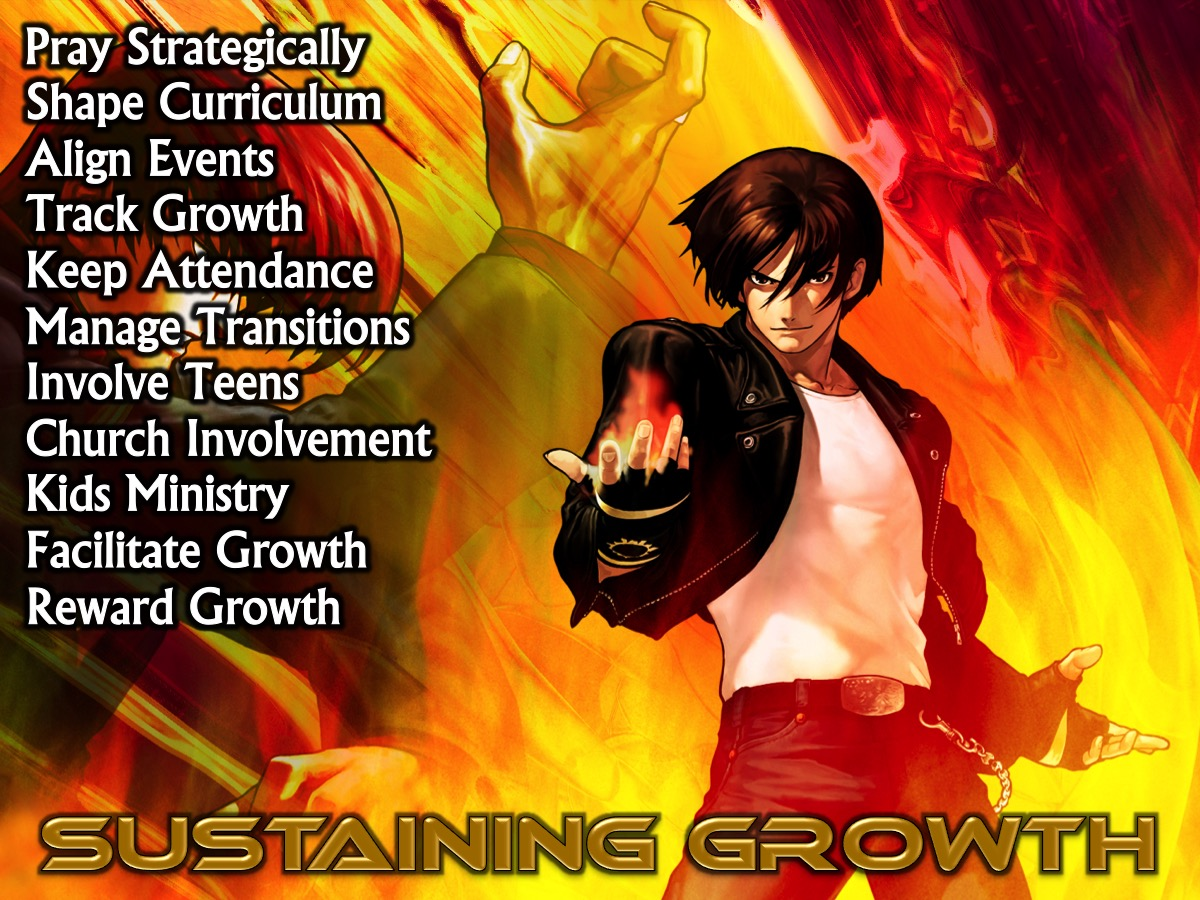 Pray Strategically
Shape Curriculum
Align Events
Track Growth
Keep Attendance
Manage Transitions
Involve Teens
Church Involvement
Kids Ministry
Facilitate Growth
Reward Growth
SUSTAINING GROWTH